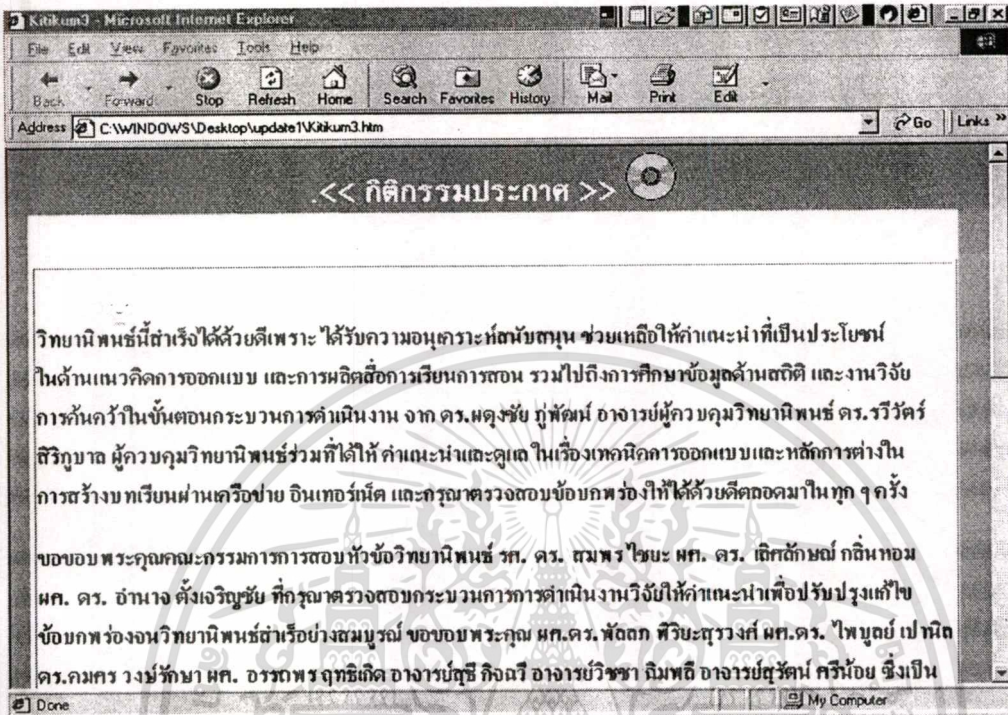 Kitikum3 - Microsoft Internet Explorer
File Edit View Favorites Tools Help
Back Forward Stop Refresh Home Search Favorites History Mail Print Edit
Address C:\WINDOWS\Desktop\update1\Kitikum3.htm Go Links »
.<< กิติกรรมประกาศ >>
วิทยานิพนธ์นี้สำเร็จได้ด้วยดีเพราะ ได้รับความอนุเคราะห์สนับสนุน ช่วยเหลือให้คำแนะนำที่เป็นประโยชน์
ในด้านแนวคิดการออกแบบ และการผลิตสื่อการเรียนการสอน รวมไปถึงการศึกษาข้อมูลด้านสถิติ และงานวิจัย
การค้นคว้าในขั้นตอนกระบวนการดำเนินงาน จาก ดร.ผดุงชัย ภู่พัฒน์ อาจารย์ผู้ควบคุมวิทยานิพนธ์ ดร.รวีวัตร์
สิริภูบาล ผู้ควบคุมวิทยานิพนธ์ร่วมที่ได้ให้ คำแนะนำและดูแล ในเรื่องเทคนิคการออกแบบและหลักการต่างใน
การสร้างบทเรียนผ่านเครือข่าย อินเทอร์เน็ต และกรุณาตรวจสอบข้อบกพร่องให้ได้ด้วยดีตลอดมาในทุก ๆ ครั้ง
ขอขอบพระคุณคณะกรรมการการสอบหัวข้อวิทยานิพนธ์ รศ. ดร. สมพร ไชยะ ผศ. ดร. เลิศลักษณ์ กลิ่นหอม
ผศ. ดร. อำนาจ ตั้งเจริญชัย ที่กรุณาตรวจสอบกระบวนการการดำเนินงานวิจัยให้คำแนะนำเพื่อปรับปรุงแก้ไข
ข้อบกพร่องจนวิทยานิพนธ์สำเร็จอย่างสมบูรณ์ ขอขอบพระคุณ ผศ.ดร. พัลลภ พิริยะสุรวงศ์ ผศ.ดร. ไพบูลย์ เปานิล
ดร.คมศร วงษ์รักษา ผศ. อรรถพร ฤทธิเกิด อาจารย์สุธี กิจฉวี อาจารย์วิชชา ฉิมพลี อาจารย์สุรัตน์ ศรีน้อย ซึ่งเป็น
Done My Computer